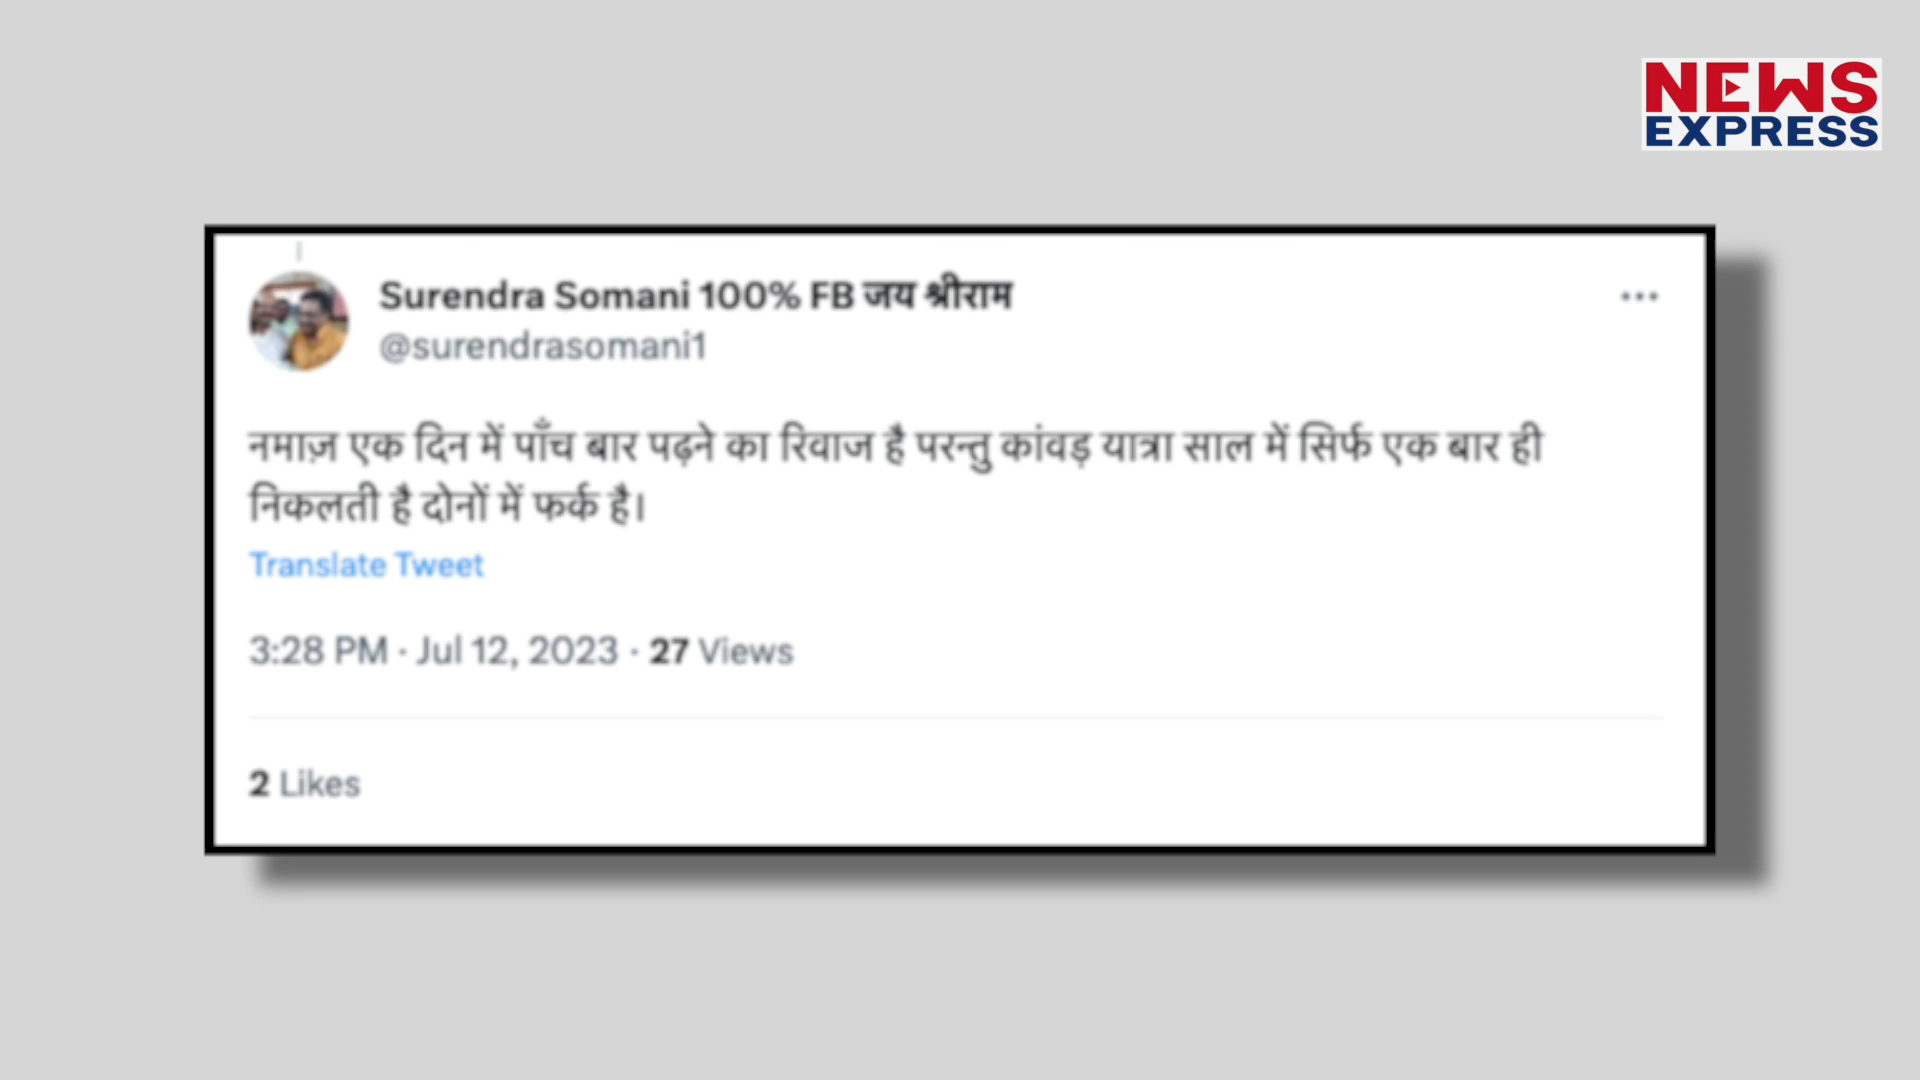 NEWS
EXPRESS
Surendra Somani 100% FB जय श्रीराम
@surendrasomani1
नमाज़ एक दिन में पाँच बार पढ़ने का रिवाज है परन्तु कांवड़ यात्रा साल में सिर्फ एक बार ही
निकलती है दोनों में फर्क है।
Translate Tweet
3:28 PM · Jul 12, 2023 · 27 Views
2 Likes